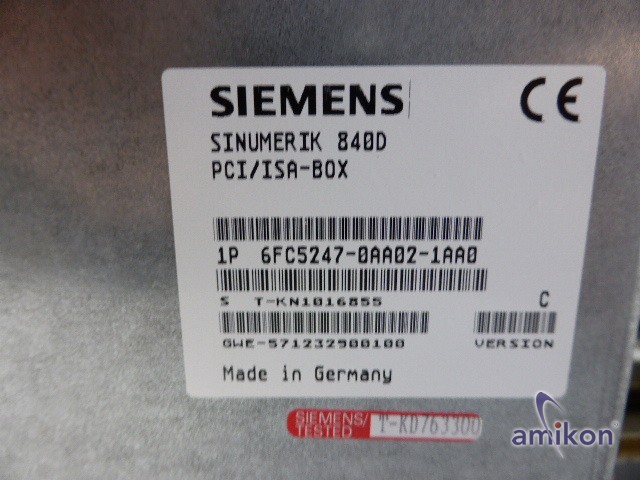 SIEMENS
CE
SINUMERIK 840D
PCI/ISA-BOX
1P 6FC5247-0AA02-1AA0
S T-KN1016855
C
GWE-571232900100
VERSION
Made in Germany
SIEMENS/
TESTED
T-KD763300
amikon